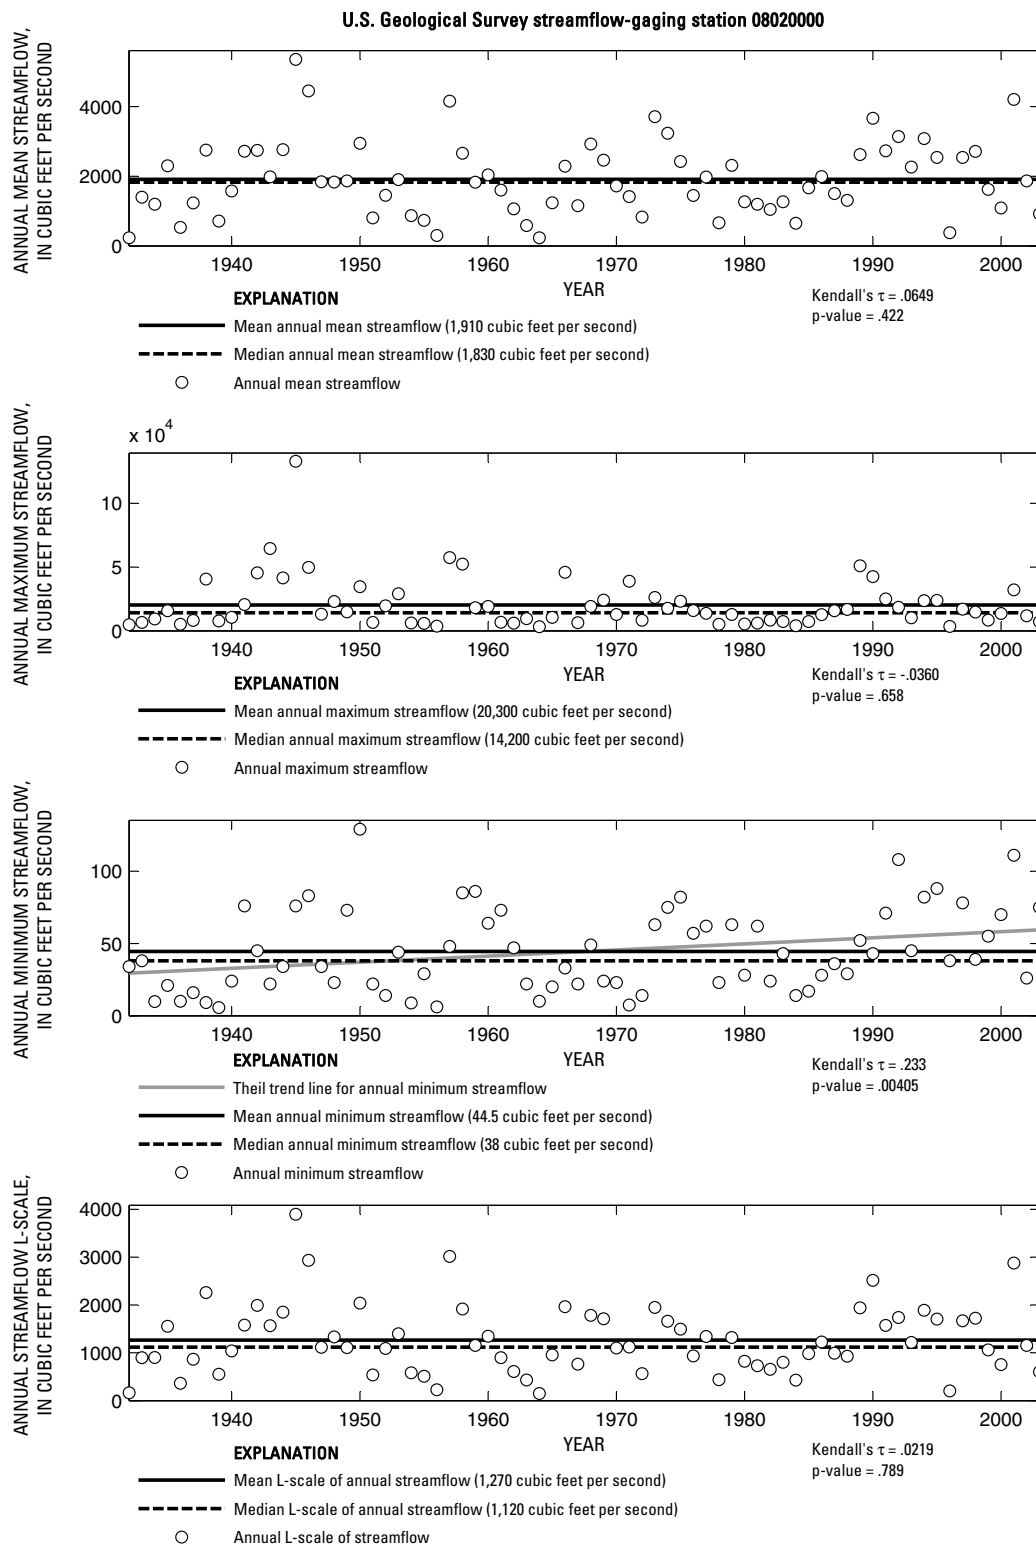 U.S. Geological Survey streamflow-gaging station 08020000
ANNUAL MEAN STREAMFLOW,
IN CUBIC FEET PER SECOND
4000
2000
0
1940 1950 1960 1970 1980 1990 2000
YEAR
Kendall's τ = .0649
p-value = .422
EXPLANATION
Mean annual mean streamflow (1,910 cubic feet per second)
Median annual mean streamflow (1,830 cubic feet per second)
Annual mean streamflow
ANNUAL MAXIMUM STREAMFLOW,
IN CUBIC FEET PER SECOND
x 10⁴
10
5
0
1940 1950 1960 1970 1980 1990 2000
YEAR
Kendall's τ = -.0360
p-value = .658
EXPLANATION
Mean annual maximum streamflow (20,300 cubic feet per second)
Median annual maximum streamflow (14,200 cubic feet per second)
Annual maximum streamflow
ANNUAL MINIMUM STREAMFLOW,
IN CUBIC FEET PER SECOND
100
50
0
1940 1950 1960 1970 1980 1990 2000
YEAR
Kendall's τ = .233
p-value = .00405
EXPLANATION
Theil trend line for annual minimum streamflow
Mean annual minimum streamflow (44.5 cubic feet per second)
Median annual minimum streamflow (38 cubic feet per second)
Annual minimum streamflow
ANNUAL STREAMFLOW L-SCALE,
IN CUBIC FEET PER SECOND
4000
3000
2000
1000
0
1940 1950 1960 1970 1980 1990 2000
YEAR
Kendall's τ = .0219
p-value = .789
EXPLANATION
Mean L-scale of annual streamflow (1,270 cubic feet per second)
Median L-scale of annual streamflow (1,120 cubic feet per second)
Annual L-scale of streamflow